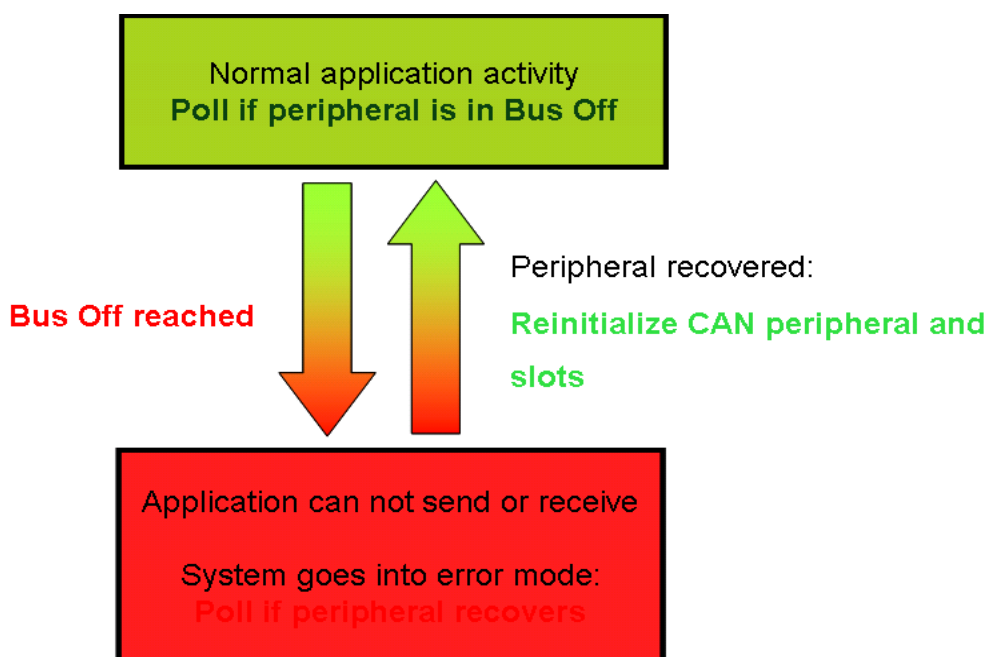 Normal application activity
Poll if peripheral is in Bus Off
Bus Off reached
Peripheral recovered:
Reinitialize CAN peripheral and
slots
Application can not send or receive
System goes into error mode:
Poll if peripheral recovers